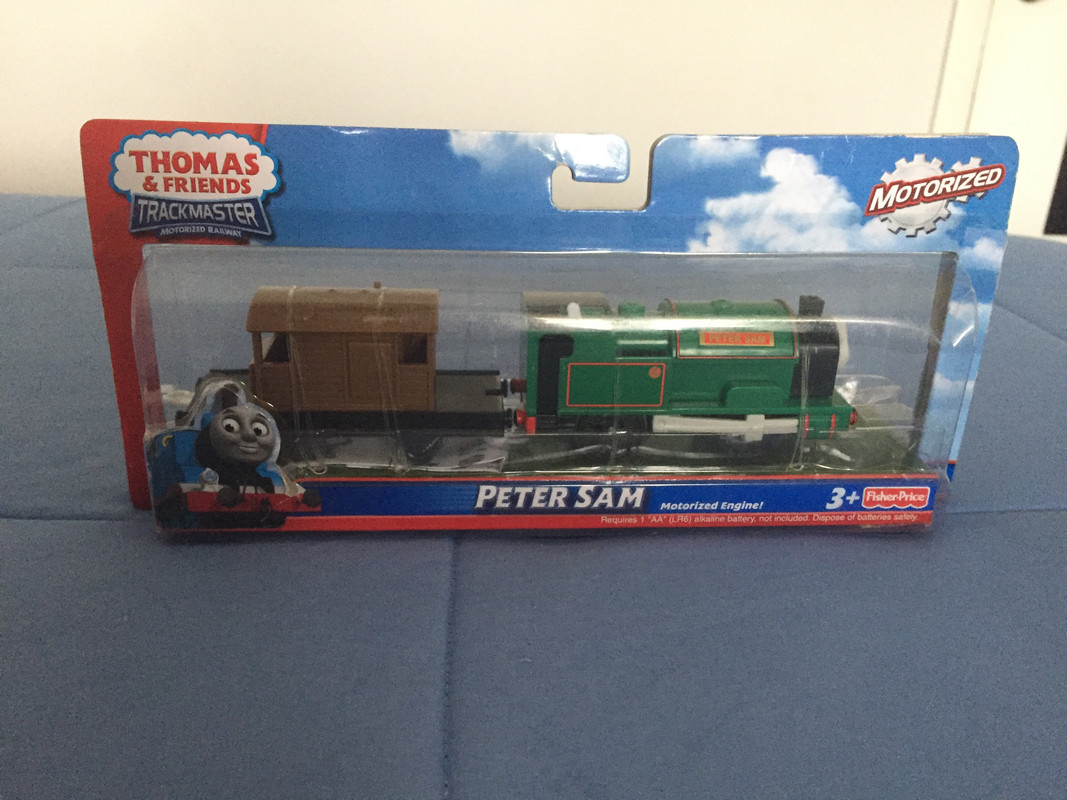 THOMAS
& FRIENDS
TRACKMASTER
MOTORIZED RAILWAY
MOTORIZED
PETER SAM
PETER SAM
Motorized Engine!
3+
Fisher-Price
Requires 1 "AA" (LR6) alkaline battery, not included. Dispose of batteries safely.